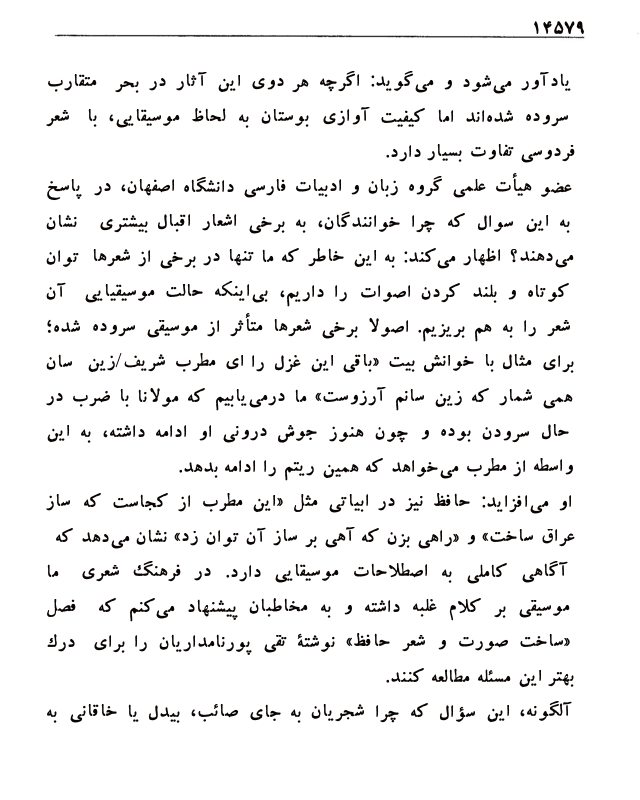 ۱۴۵۷۹
یادآور می‌شود و می‌گوید: اگرچه هر دوی این آثار در بحر متقارب
سروده شده‌اند اما کیفیت آوازی بوستان به لحاظ موسیقایی، با شعر
فردوسی تفاوت بسیار دارد.
عضو هیأت علمی گروه زبان و ادبیات فارسی دانشگاه اصفهان، در پاسخ
به این سوال که چرا خوانندگان، به برخی اشعار اقبال بیشتری نشان
می‌دهند؟ اظهار می‌کند: به این خاطر که ما تنها در برخی از شعرها توان
کوتاه و بلند کردن اصوات را داریم، بی‌اینکه حالت موسیقیایی آن
شعر را به هم بریزیم. اصولا برخی شعرها متأثر از موسیقی سروده شده؛
برای مثال با خوانش بیت «باقی این غزل را ای مطرب شریف/زین سان
همی شمار که زین سانم آرزوست» ما درمی‌یابیم که مولانا با ضرب در
حال سرودن بوده و چون هنوز جوش درونی او ادامه داشته، به این
واسطه از مطرب می‌خواهد که همین ریتم را ادامه بدهد.
او می‌افزاید: حافظ نیز در ابیاتی مثل «این مطرب از کجاست که ساز
عراق ساخت» و «راهی بزن که آهی بر ساز آن توان زد» نشان می‌دهد که
آگاهی کاملی به اصطلاحات موسیقایی دارد. در فرهنگ شعری ما
موسیقی بر کلام غلبه داشته و به مخاطبان پیشنهاد می‌کنم که فصل
«ساخت صورت و شعر حافظ» نوشتهٔ تقی پورنامداریان را برای درك
بهتر این مسئله مطالعه کنند.
آلگونه، این سؤال که چرا شجریان به جای صائب، بیدل یا خاقانی به